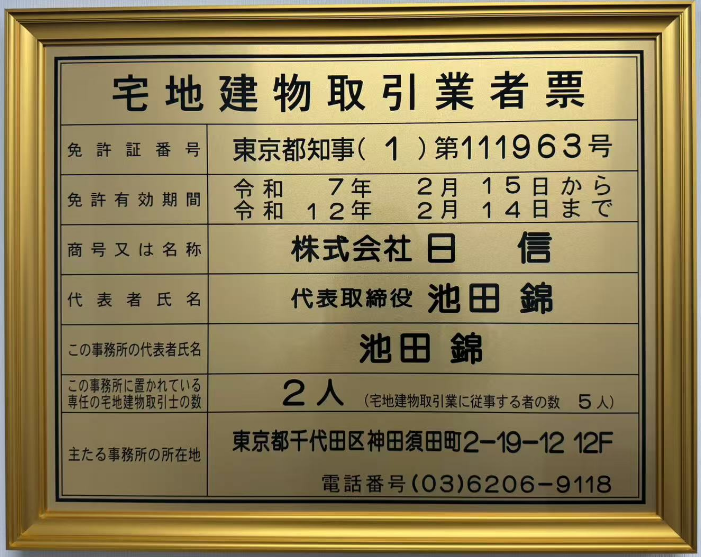 宅地建物取引業者票
免許証番号 東京都知事(1)第111963号
免許有効期間 令和 7年 2月15日から
令和12年 2月14日まで
商号又は名称 株式会社 日 信
代表者氏名 代表取締役 池田 錦
この事務所の代表者氏名 池田 錦
この事務所に置かれている
専任の宅地建物取引士の数 2人 (宅地建物取引業に従事する者の数 5人)
主たる事務所の所在地 東京都千代田区神田須田町2-19-12 12F
電話番号(03)6206-9118